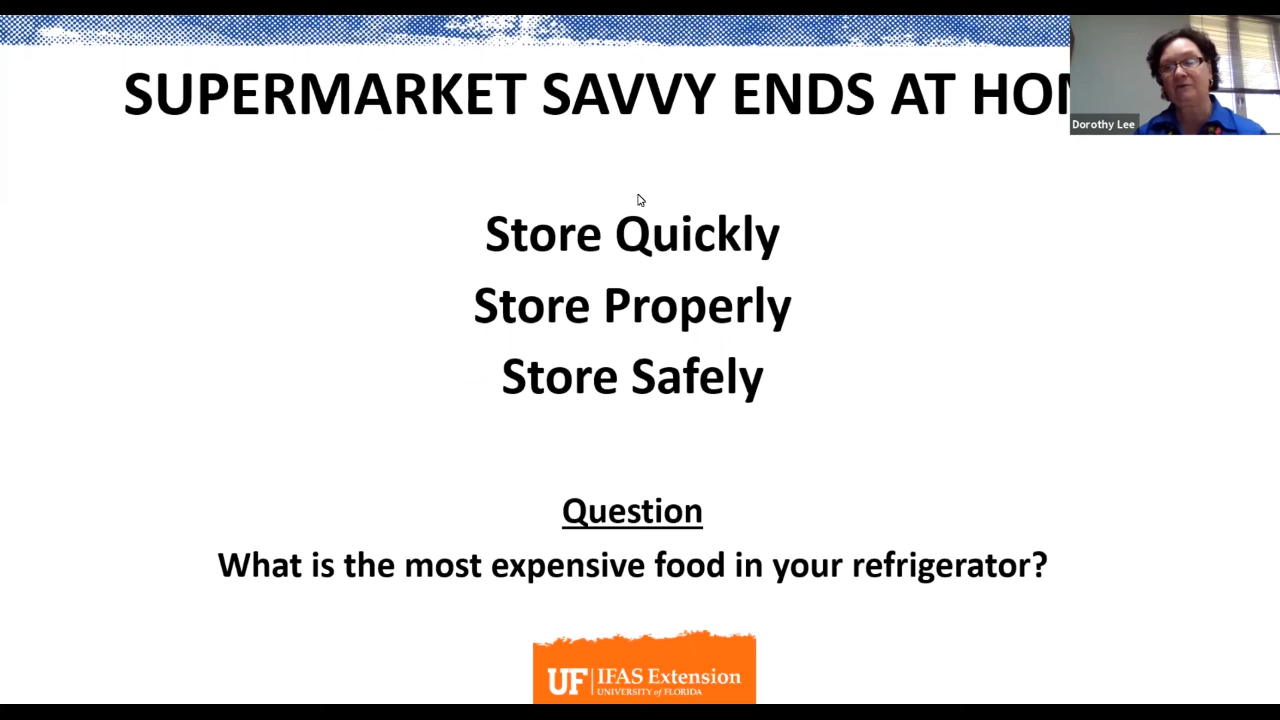 SUPERMARKET SAVVY ENDS AT HO
Dorothy Lee
Store Quickly
Store Properly
Store Safely
Question
What is the most expensive food in your refrigerator?
UF IFAS Extension
UNIVERSITY of FLORIDA